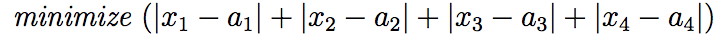 minimize (|x₁ − a₁| + |x₂ − a₂| + |x₃ − a₃| + |x₄ − a₄|)